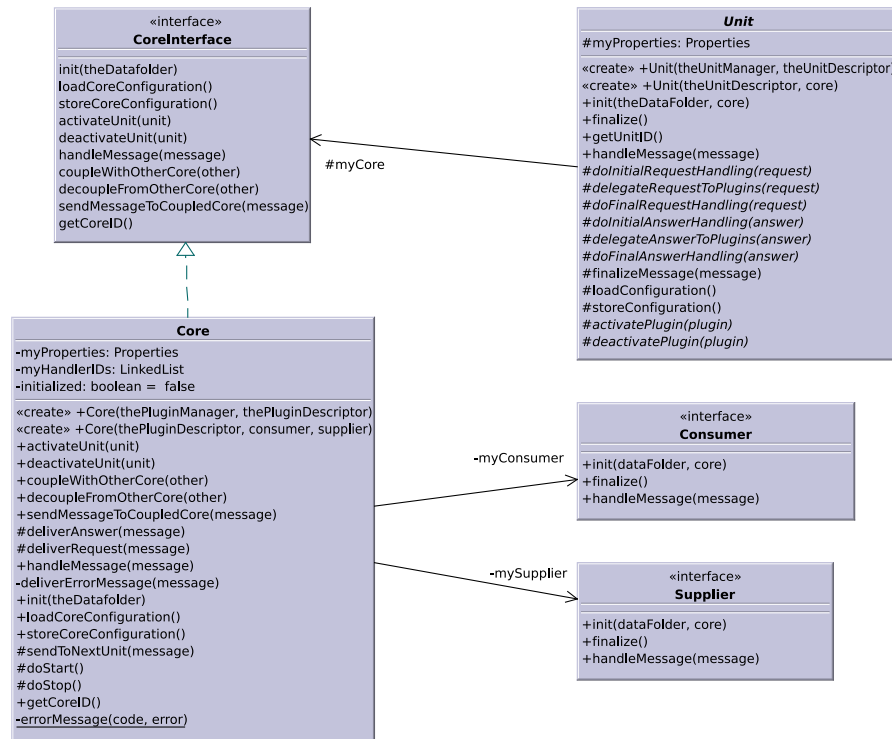 «interface»
CoreInterface
init(theDatafolder)
loadCoreConfiguration()
storeCoreConfiguration()
activateUnit(unit)
deactivateUnit(unit)
handleMessage(message)
coupleWithOtherCore(other)
decoupleFromOtherCore(other)
sendMessageToCoupledCore(message)
getCoreID()
#myCore
Unit
#myProperties: Properties
«create» +Unit(theUnitManager, theUnitDescriptor)
«create» +Unit(theUnitDescriptor, core)
+init(theDataFolder, core)
+finalize()
+getUnitID()
+handleMessage(message)
#doInitialRequestHandling(request)
#delegateRequestToPlugins(request)
#doFinalRequestHandling(request)
#doInitialAnswerHandling(answer)
#delegateAnswerToPlugins(answer)
#doFinalAnswerHandling(answer)
#finalizeMessage(message)
#loadConfiguration()
#storeConfiguration()
#activatePlugin(plugin)
#deactivatePlugin(plugin)
Core
-myProperties: Properties
-myHandlerIDs: LinkedList
-initialized: boolean = false
«create» +Core(thePluginManager, thePluginDescriptor)
«create» +Core(thePluginDescriptor, consumer, supplier)
+activateUnit(unit)
+deactivateUnit(unit)
+coupleWithOtherCore(other)
+decoupleFromOtherCore(other)
+sendMessageToCoupledCore(message)
#deliverAnswer(message)
#deliverRequest(message)
+handleMessage(message)
-deliverErrorMessage(message)
+init(theDatafolder)
+loadCoreConfiguration()
+storeCoreConfiguration()
#sendToNextUnit(message)
#doStart()
#doStop()
+getCoreID()
-errorMessage(code, error)
-myConsumer
«interface»
Consumer
+init(dataFolder, core)
+finalize()
+handleMessage(message)
-mySupplier
«interface»
Supplier
+init(dataFolder, core)
+finalize()
+handleMessage(message)